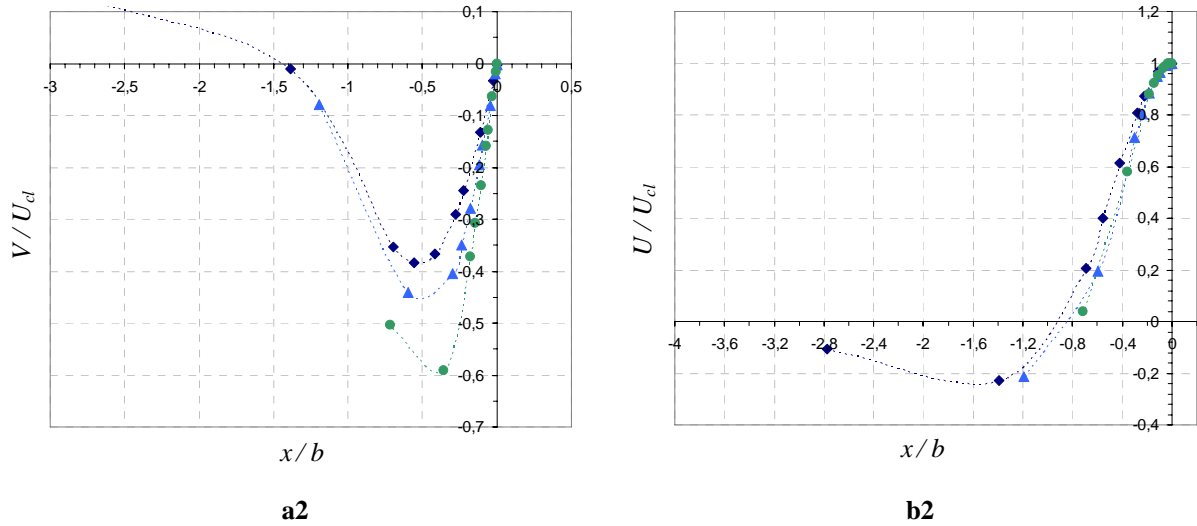 0,1
0
-0,1
-0,2
-0,3
-0,4
-0,5
-0,6
-0,7
-3 -2,5 -2 -1,5 -1 -0,5 0 0,5
V / U_cl
x / b
a2
1,2
1
0,8
0,6
0,4
0,2
0
-0,2
-0,4
-4 -3,6 -3,2 -2,8 -2,4 -2 -1,6 -1,2 -0,8 -0,4 0
U / U_cl
x / b
b2